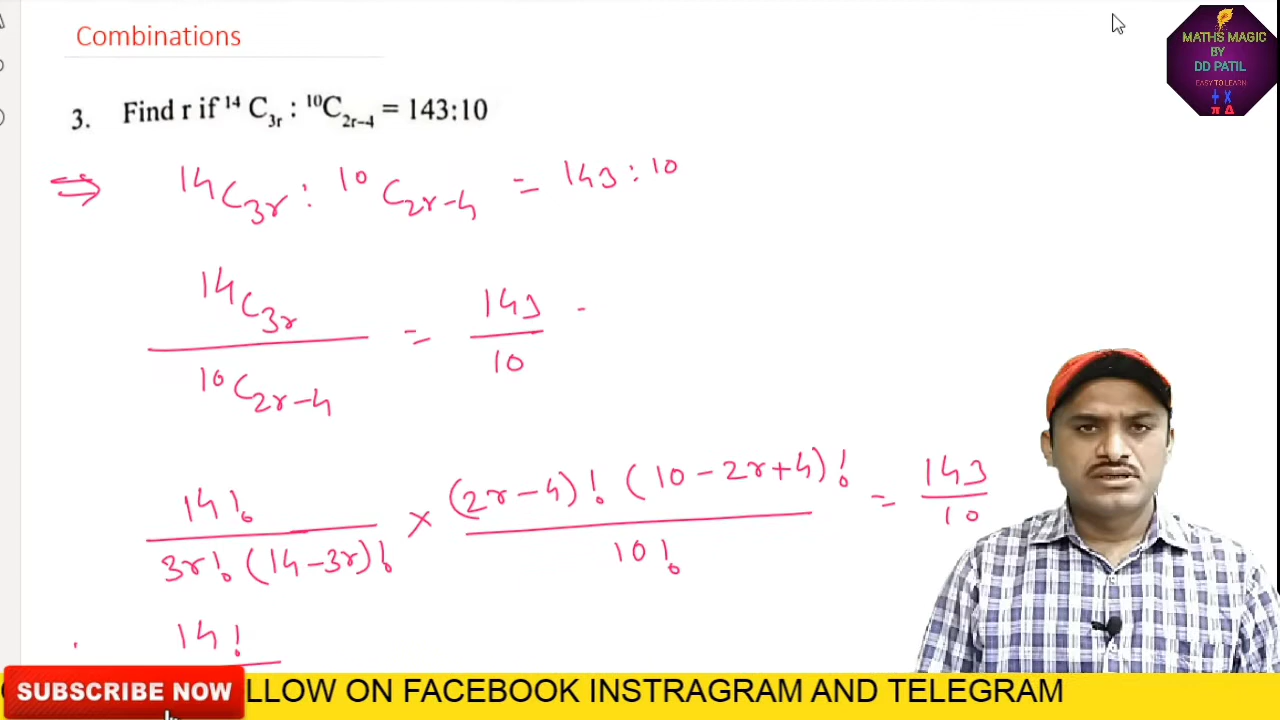 Combinations
MATHS MAGIC
BY
DD PATIL
EASY TO LEARN
+ X
π Δ
3. Find r if ¹⁴C₃ᵣ : ¹⁰C₂ᵣ₋₄ = 143:10
⇒ ¹⁴C₃ᵣ : ¹⁰C₂ᵣ₋₄ = 143 : 10
¹⁴C₃ᵣ / ¹⁰C₂ᵣ₋₄ = 143 / 10
14! / 3r! (14-3r)! × (2r-4)! (10-2r+4)! / 10! = 143 / 10
14!
SUBSCRIBE NOW
LLOW ON FACEBOOK INSTRAGRAM AND TELEGRAM